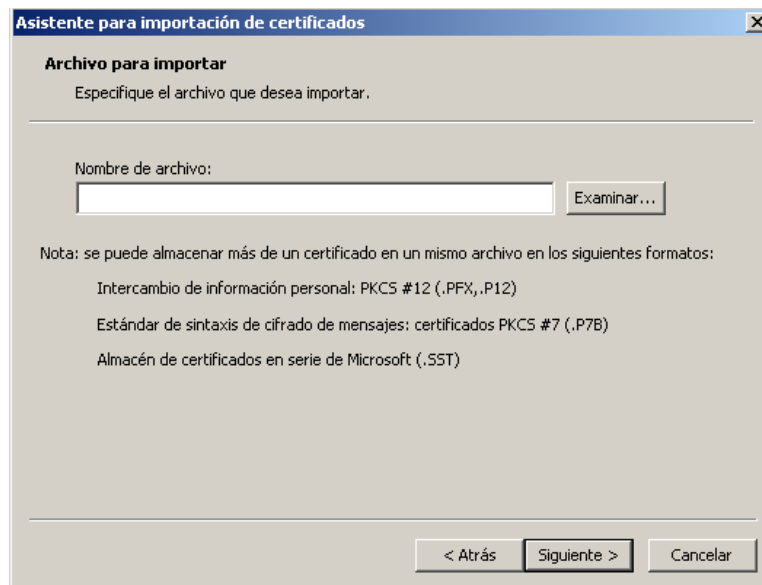 Asistente para importación de certificados
Archivo para importar
Especifique el archivo que desea importar.
Nombre de archivo:
Examinar...
Nota: se puede almacenar más de un certificado en un mismo archivo en los siguientes formatos:
Intercambio de información personal: PKCS #12 (.PFX,.P12)
Estándar de sintaxis de cifrado de mensajes: certificados PKCS #7 (.P7B)
Almacén de certificados en serie de Microsoft (.SST)
< Atrás Siguiente > Cancelar